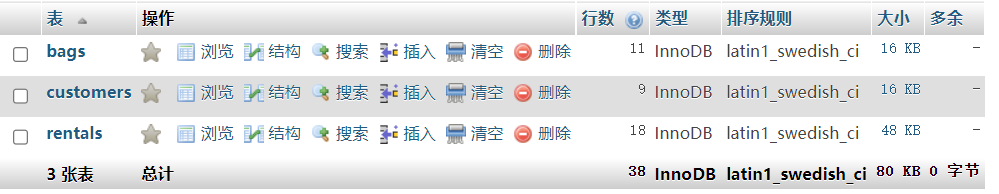 表 操作 行数 类型 排序规则 大小 多余
bags 浏览 结构 搜索 插入 清空 删除 11 InnoDB latin1_swedish_ci 16 KB -
customers 浏览 结构 搜索 插入 清空 删除 9 InnoDB latin1_swedish_ci 16 KB -
rentals 浏览 结构 搜索 插入 清空 删除 18 InnoDB latin1_swedish_ci 48 KB -
3 张表 总计 38 InnoDB latin1_swedish_ci 80 KB 0 字节